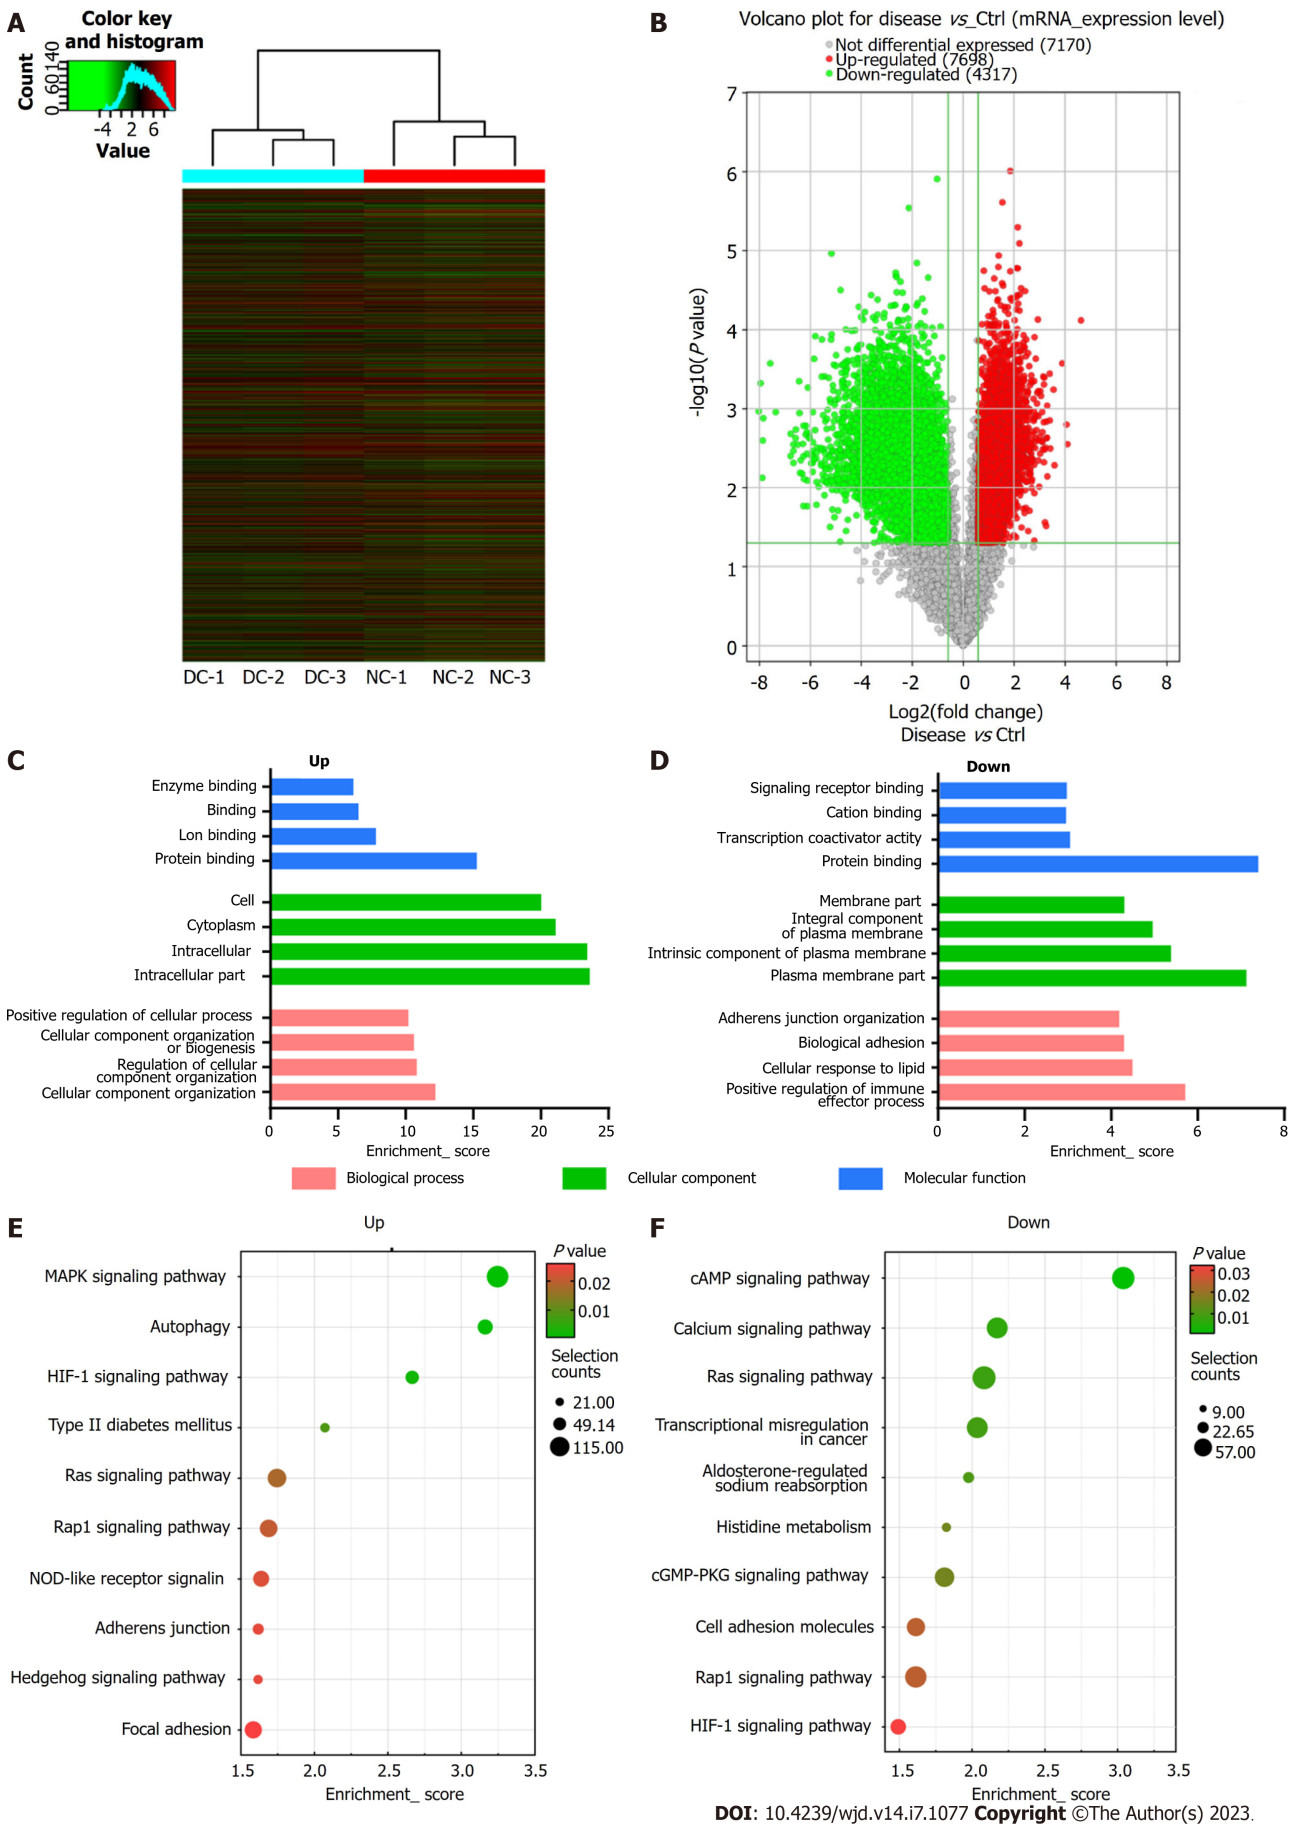 A
Color key
and histogram
Count
0 60 140
-4 2 6
Value
DC-1 DC-2 DC-3 NC-1 NC-2 NC-3
B
Volcano plot for disease vs_Ctrl (mRNA_expression level)
Not differential expressed (7170)
Up-regulated (7698)
Down-regulated (4317)
-log10(P value)
7
6
5
4
3
2
1
0
-8 -6 -4 -2 0 2 4 6 8
Log2(fold change)
Disease vs Ctrl
C
Up
Enzyme binding
Binding
Lon binding
Protein binding
Cell
Cytoplasm
Intracellular
Intracellular part
Positive regulation of cellular process
Cellular component organization
or biogenesis
Regulation of cellular
component organization
Cellular component organization
0 5 10 15 20 25
Enrichment_ score
D
Down
Signaling receptor binding
Cation binding
Transcription coactivator actity
Protein binding
Membrane part
Integral component
of plasma membrane
Intrinsic component of plasma membrane
Plasma membrane part
Adherens junction organization
Biological adhesion
Cellular response to lipid
Positive regulation of immune
effector process
0 2 4 6 8
Enrichment_ score
Biological process Cellular component Molecular function
E
Up
MAPK signaling pathway
Autophagy
HIF-1 signaling pathway
Type II diabetes mellitus
Ras signaling pathway
Rap1 signaling pathway
NOD-like receptor signalin
Adherens junction
Hedgehog signaling pathway
Focal adhesion
1.5 2.0 2.5 3.0 3.5
Enrichment_ score
P value
0.02
0.01
Selection
counts
21.00
49.14
115.00
F
Down
cAMP signaling pathway
Calcium signaling pathway
Ras signaling pathway
Transcriptional misregulation
in cancer
Aldosterone-regulated
sodium reabsorption
Histidine metabolism
cGMP-PKG signaling pathway
Cell adhesion molecules
Rap1 signaling pathway
HIF-1 signaling pathway
1.5 2.0 2.5 3.0 3.5
Enrichment_ score
P value
0.03
0.02
0.01
Selection
counts
9.00
22.65
57.00
DOI: 10.4239/wjd.v14.i7.1077 Copyright ©The Author(s) 2023.